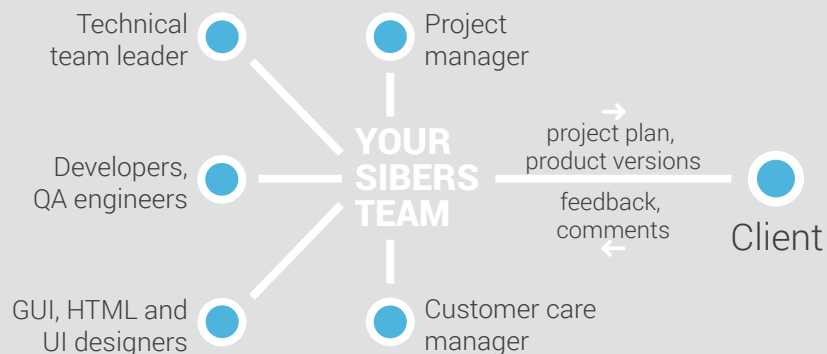 Technical
team leader
Project
manager
Developers,
QA engineers
YOUR
SIBERS
TEAM
project plan,
product versions
feedback,
comments
Client
GUI, HTML and
UI designers
Customer care
manager